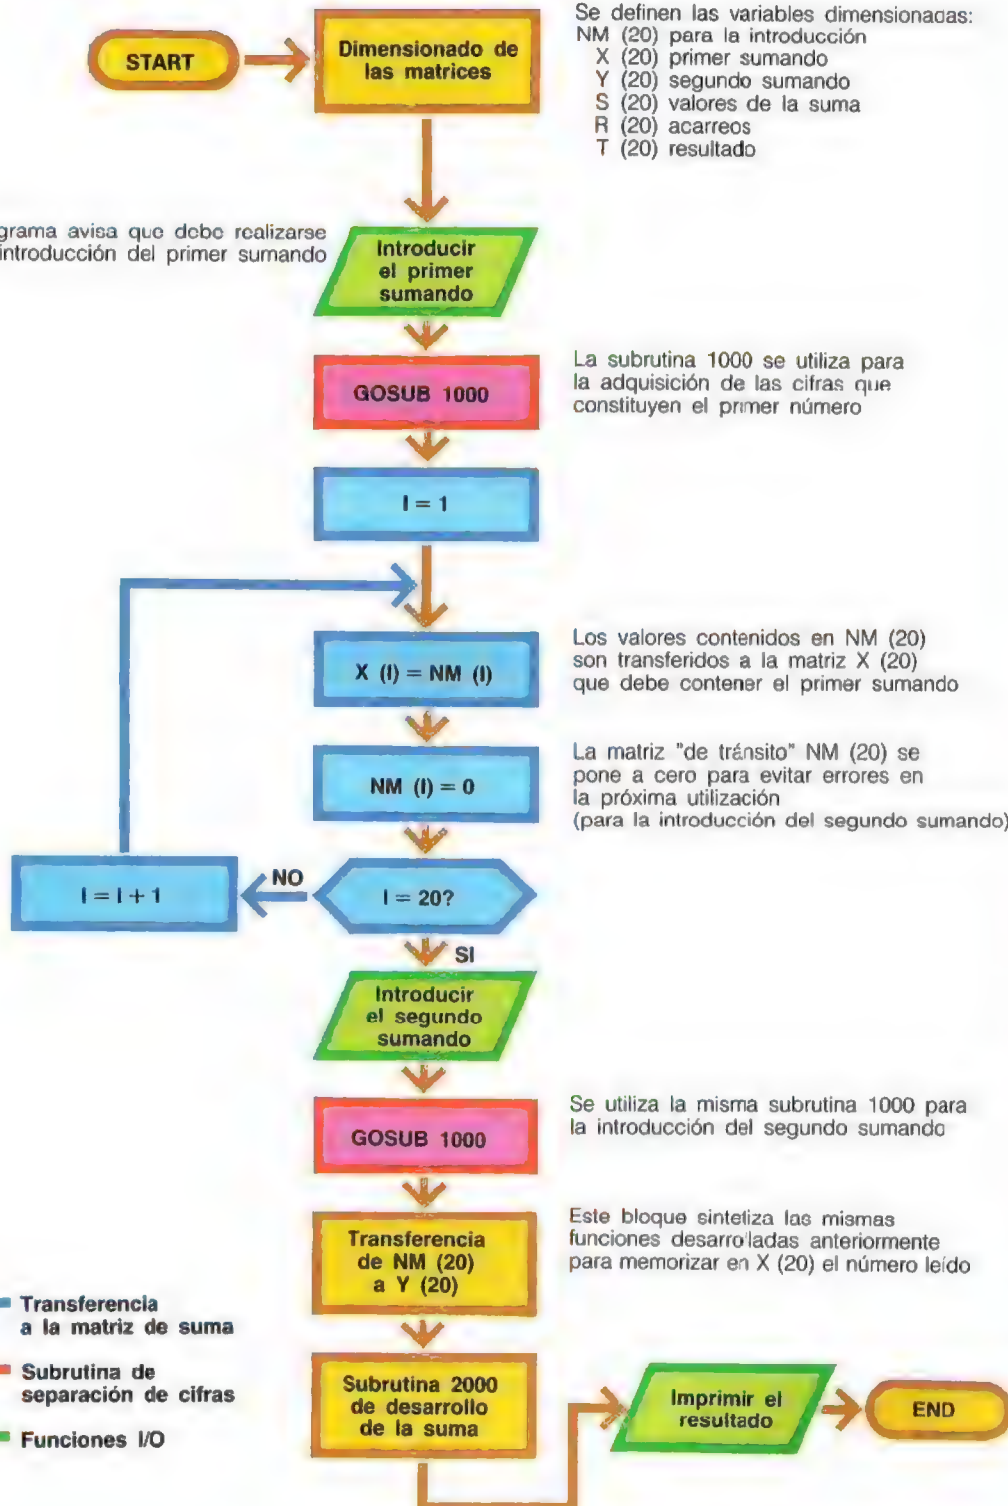 START
Dimensionado de
las matrices
Se definen las variables dimensionadas:
NM (20) para la introducción
X (20) primer sumando
Y (20) segundo sumando
S (20) valores de la suma
R (20) acarreos
T (20) resultado
grama avisa que debe realizarse
introducción del primer sumando
Introducir
el primer
sumando
GOSUB 1000
La subrutina 1000 se utiliza para
la adquisición de las cifras que
constituyen el primer número
I = 1
X (I) = NM (I)
Los valores contenidos en NM (20)
son transferidos a la matriz X (20)
que debe contener el primer sumando
NM (I) = 0
La matriz "de tránsito" NM (20) se
pone a cero para evitar errores en
la próxima utilización
(para la introducción del segundo sumando)
I = I + 1
NO
I = 20?
SI
Introducir
el segundo
sumando
GOSUB 1000
Se utiliza la misma subrutina 1000 para
la introducción del segundo sumando
Transferencia
de NM (20)
a Y (20)
Este bloque sintetiza las mismas
funciones desarrolladas anteriormente
para memorizar en X (20) el número leído
Transferencia
a la matriz de suma
Subrutina de
separación de cifras
Funciones I/O
Subrutina 2000
de desarrollo
de la suma
Imprimir el
resultado
END